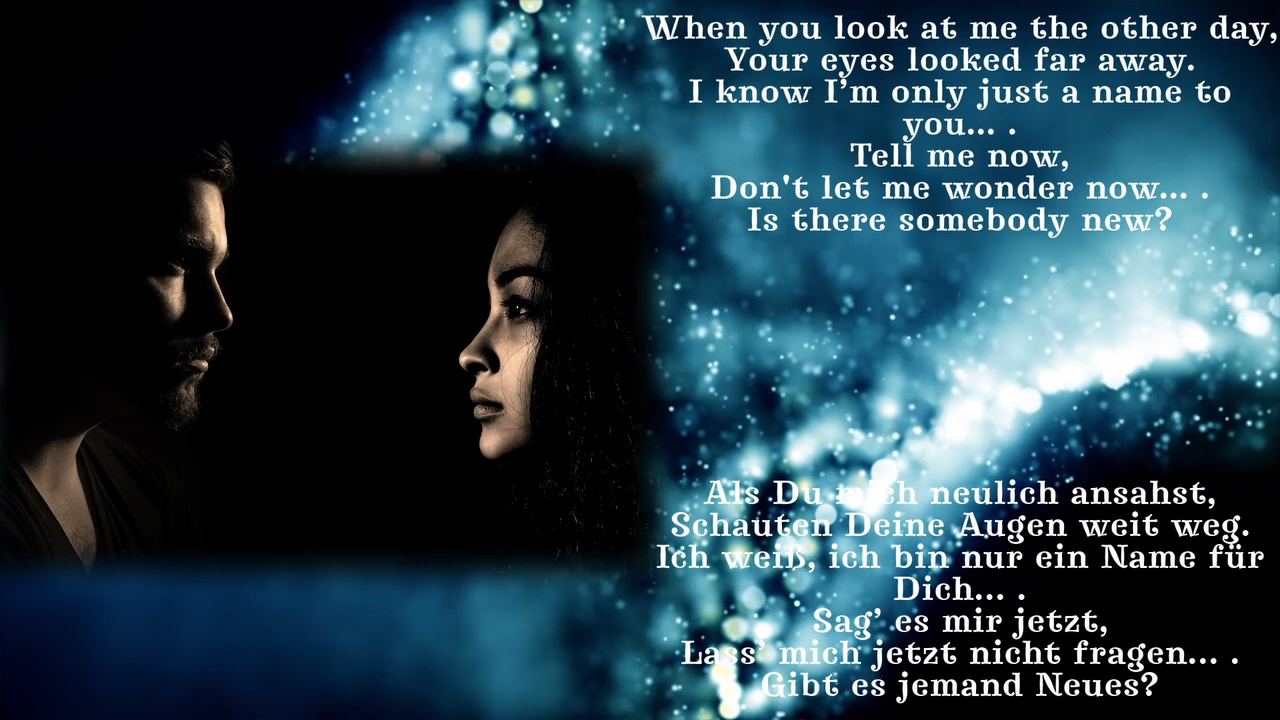 When you look at me the other day,
Your eyes looked far away.
I know I’m only just a name to
you... .
Tell me now,
Don't let me wonder now... .
Is there somebody new?
Als Du mich neulich ansahst,
Schauten Deine Augen weit weg.
Ich weiß, ich bin nur ein Name für
Dich... .
Sag’ es mir jetzt,
Lass’ mich jetzt nicht fragen... .
Gibt es jemand Neues?